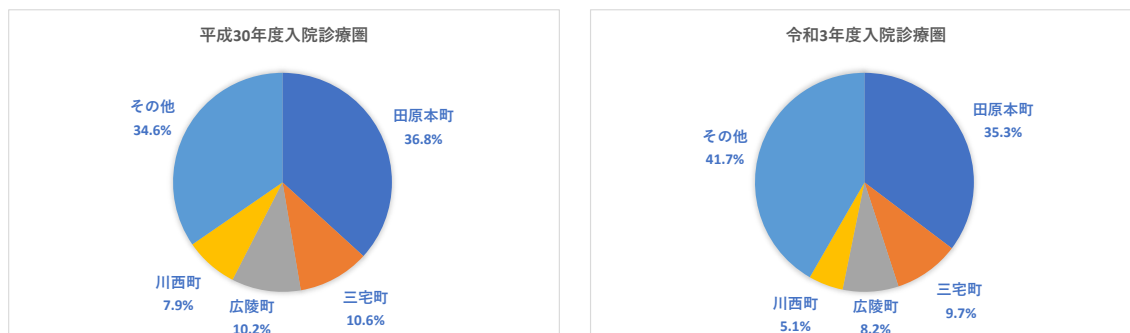 平成30年度入院診療圏
田原本町
36.8%
三宅町
10.6%
広陵町
10.2%
川西町
7.9%
その他
34.6%
令和3年度入院診療圏
田原本町
35.3%
三宅町
9.7%
広陵町
8.2%
川西町
5.1%
その他
41.7%